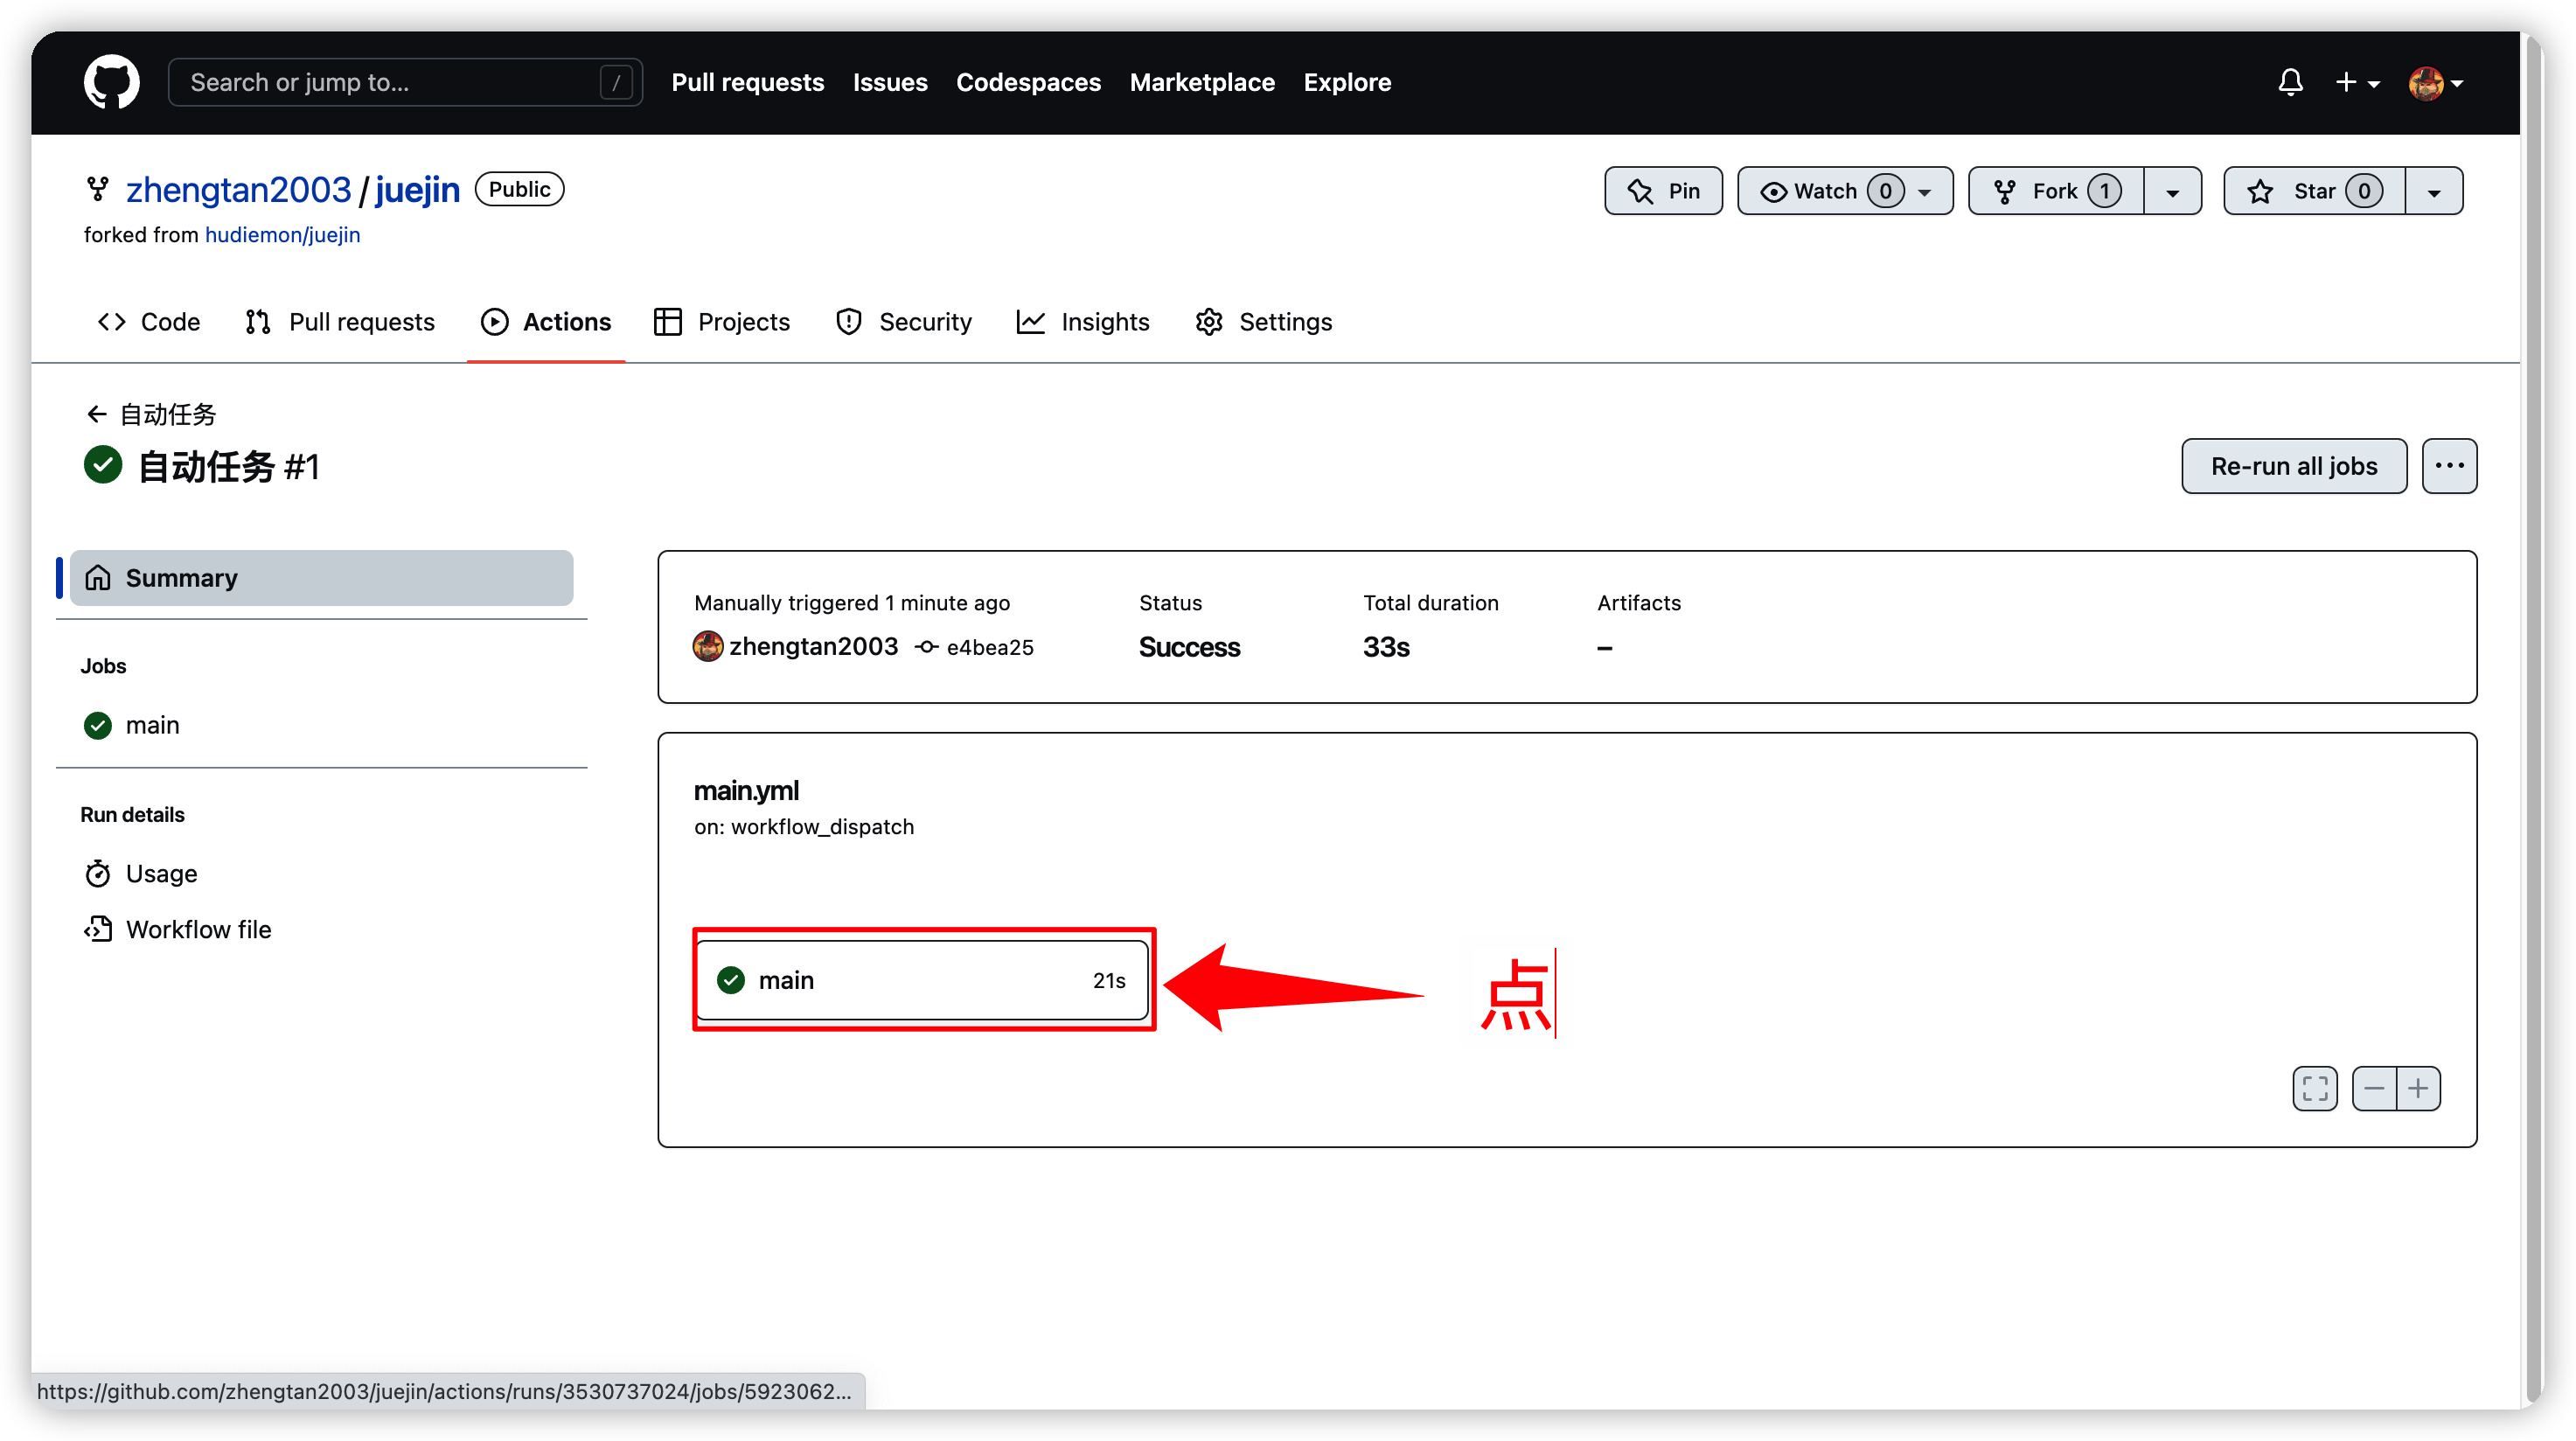 Search or jump to... /
Pull requests Issues Codespaces Marketplace Explore
zhengtan2003 / juejin Public
Pin Watch 0 Fork 1 Star 0
forked from hudiemon/juejin
Code Pull requests Actions Projects Security Insights Settings
自动任务
自动任务 #1
Re-run all jobs ...
Summary
Jobs
main
Run details
Usage
Workflow file
Manually triggered 1 minute ago Status Total duration Artifacts
zhengtan2003 e4bea25 Success 33s –
main.yml
on: workflow_dispatch
main 21s
点
https://github.com/zhengtan2003/juejin/actions/runs/3530737024/jobs/5923062...